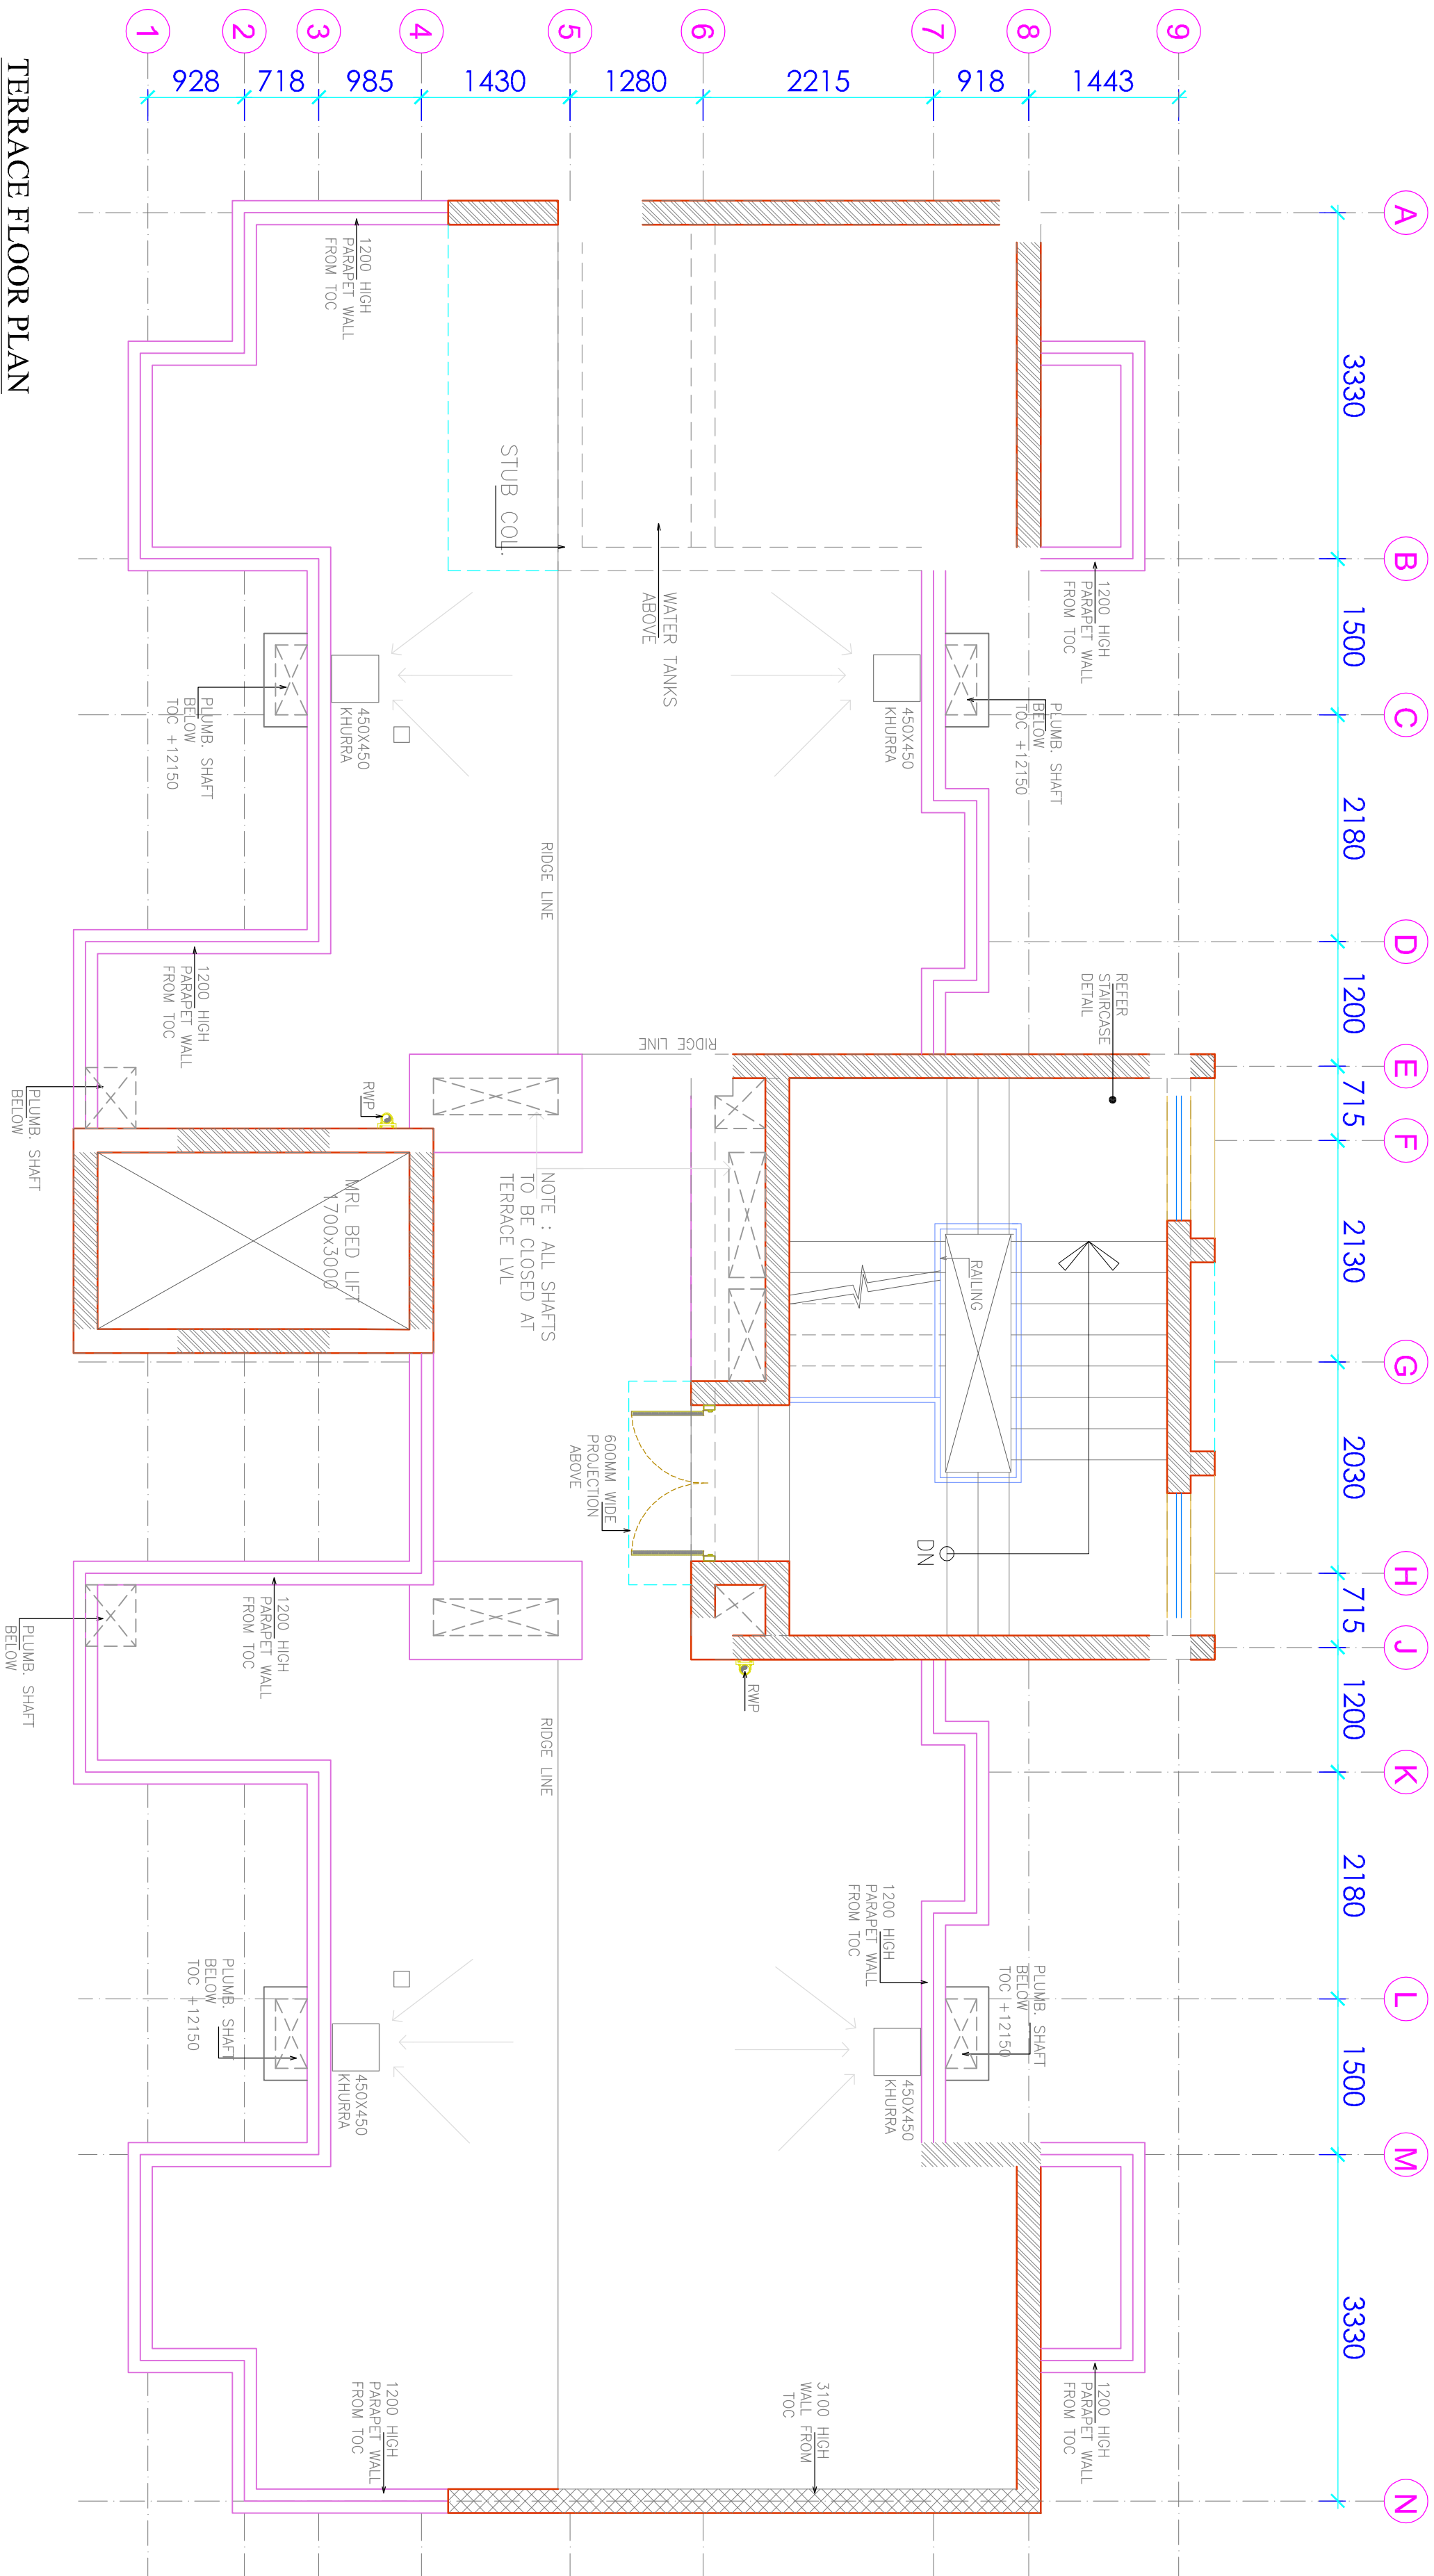 TERRACE FLOOR PLAN
1
2
3
4
5
6
7
8
9
928
718
985
1430
1280
2215
918
1443
A
B
C
D
E
F
G
H
J
K
L
M
N
3330
1500
2180
1200
715
2130
2030
715
1200
2180
1500
3330
1200 HIGH
PARAPET WALL
FROM TOC
1200 HIGH
PARAPET WALL
FROM TOC
STUB COL.
WATER TANKS
ABOVE
PLUMB. SHAFT
BELOW
TOC +12150
450X450
KHURRA
450X450
KHURRA
PLUMB. SHAFT
BELOW
TOC +12150
RIDGE LINE
1200 HIGH
PARAPET WALL
FROM TOC
REFER
STAIRCASE
DETAIL
RIDGE LINE
RWP
PLUMB. SHAFT
BELOW
MRL BED LIFT
1700x3000
NOTE : ALL SHAFTS
TO BE CLOSED AT
TERRACE LVL
RAILING
600MM WIDE
PROJECTION
ABOVE
DN
1200 HIGH
PARAPET WALL
FROM TOC
PLUMB. SHAFT
BELOW
RWP
RIDGE LINE
1200 HIGH
PARAPET WALL
FROM TOC
PLUMB. SHAFT
BELOW
TOC +12150
PLUMB. SHAFT
BELOW
TOC +12150
450X450
KHURRA
450X450
KHURRA
1200 HIGH
PARAPET WALL
FROM TOC
3100 HIGH
WALL FROM
TOC
1200 HIGH
PARAPET WALL
FROM TOC